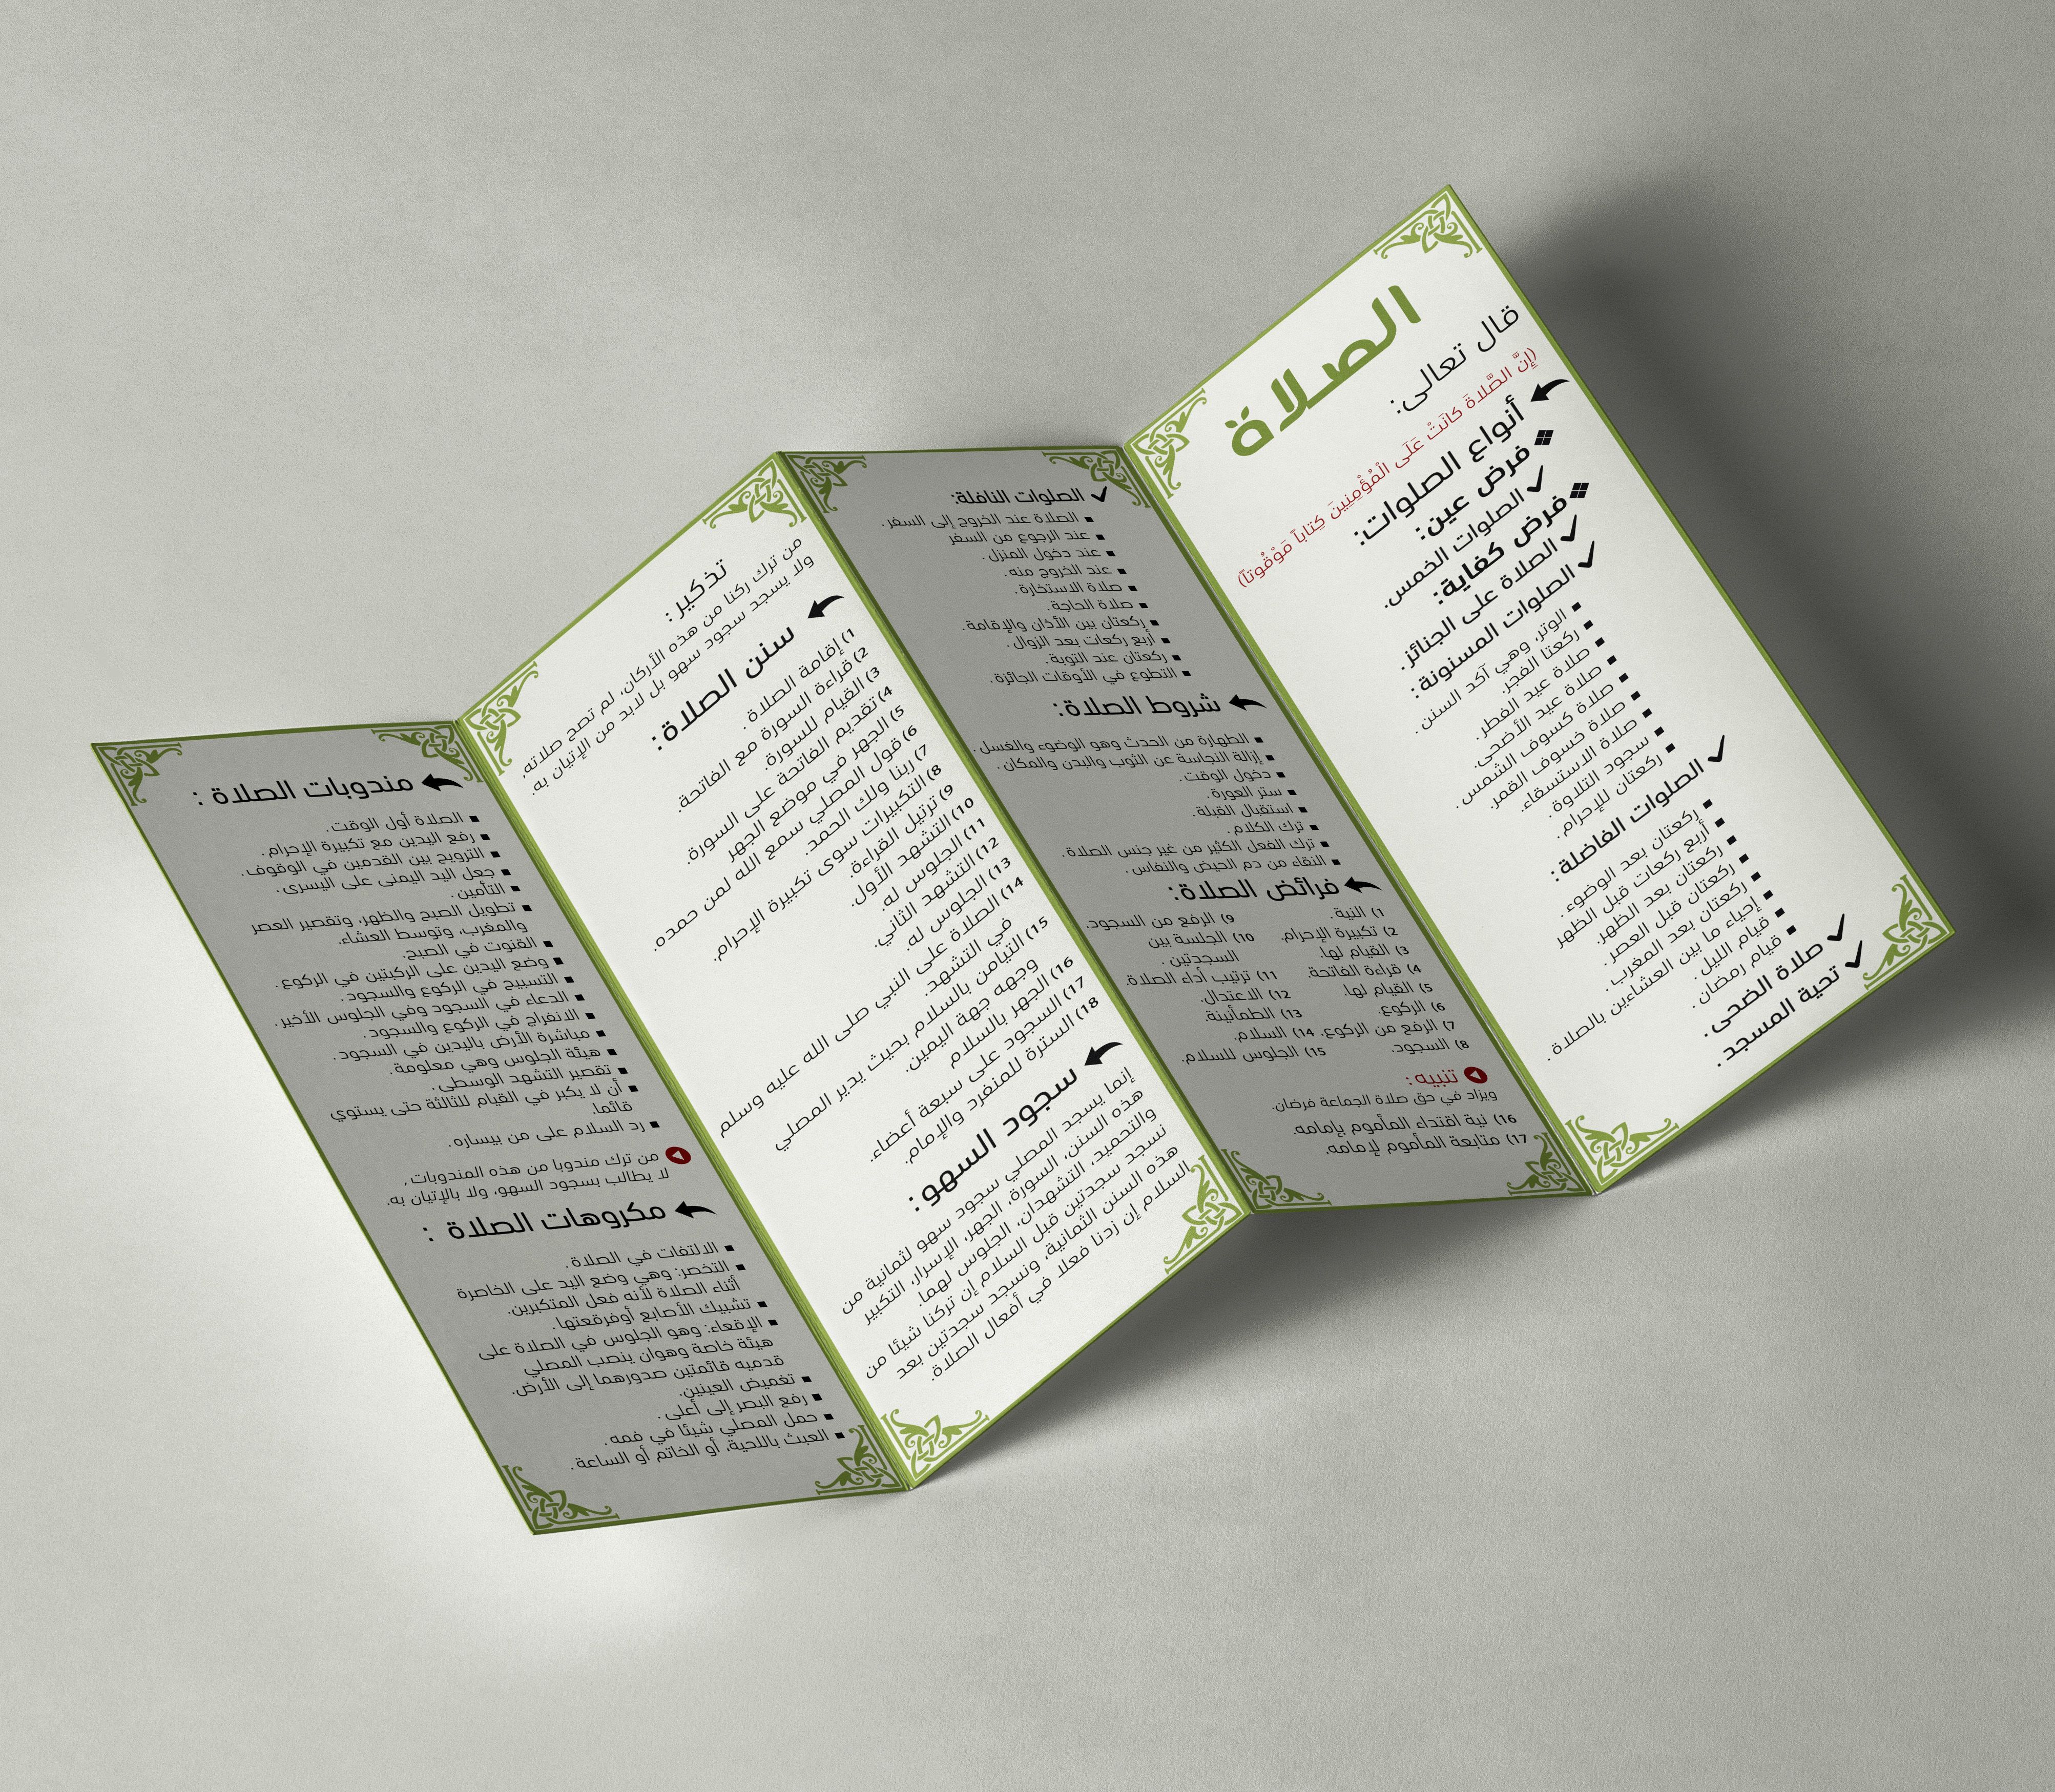 الصلاة
قال تعالى:
(إِنَّ الصَّلاةَ كَانَتْ عَلَى الْمُؤْمِنِينَ كِتَاباً مَوْقُوتاً)
أنواع الصلوات:
فرض عين:
الصلوات الخمس.
فرض كفاية:
الصلاة على الجنائز.
الصلوات المسنونة:
الوتر، وهي آكد السنن.
ركعتا الفجر.
صلاة عيد الفطر.
صلاة عيد الأضحى.
صلاة كسوف الشمس.
صلاة خسوف القمر.
صلاة الاستسقاء.
سجود التلاوة.
ركعتان للإحرام.
الصلوات الفاضلة:
ركعتان بعد الوضوء.
أربع ركعات قبل الظهر
ركعتان بعد الظهر.
ركعتان قبل العصر.
ركعتان بعد المغرب.
إحياء ما بين العشاءين بالصلاة.
قيام الليل.
قيام رمضان.
صلاة الضحى.
تحية المسجد.
الصلوات النافلة:
الصلاة عند الخروج إلى السفر.
عند الرجوع من السفر
عند دخول المنزل.
عند الخروج منه.
صلاة الاستخارة.
صلاة الحاجة.
ركعتان بين الأذان والإقامة.
أربع ركعات بعد الزوال.
ركعتان عند التوبة.
التطوع في الأوقات الجائزة.
شروط الصلاة:
الطهارة من الحدث وهو الوضوء والغسل.
إزالة النجاسة عن الثوب والبدن والمكان.
دخول الوقت.
ستر العورة.
استقبال القبلة.
ترك الكلام.
ترك الفعل الكثير من غير جنس الصلاة.
النقاء من دم الحيض والنفاس.
فرائض الصلاة:
1) النية.
2) تكبيرة الإحرام.
3) القيام لها.
4) قراءة الفاتحة.
5) القيام لها.
6) الركوع.
7) الرفع من الركوع.
8) السجود.
9) الرفع من السجود.
10) الجلسة بين
السجدتين.
11) ترتيب أداء الصلاة.
12) الاعتدال.
13) الطمأنينة.
14) السلام.
15) الجلوس للسلام.
تنبيه:
ويزاد في حق صلاة الجماعة فرضان.
16) نية اقتداء المأموم بإمامه.
17) متابعة المأموم لإمامه.
تذكير:
من ترك ركنا من هذه الأركان، لم تصح صلاته،
ولا يسجد سجود سهو بل لابد من الإتيان به.
سنن الصلاة:
1) إقامة الصلاة.
2) قراءة السورة مع الفاتحة.
3) القيام للسورة.
4) تقديم الفاتحة على السورة.
5) الجهر في موضع الجهر
6) قول المصلي سمع الله لمن حمده.
7) ربنا ولك الحمد.
8) التكبيرات سوى تكبيرة الإحرام.
9) ترتيل القراءة.
10) التشهد الأول.
11) الجلوس له.
12) التشهد الثاني.
13) الجلوس له.
14) الصلاة على النبي صلى الله عليه وسلم
في التشهد.
15) التيامن بالسلام بحيث يدير المصلي
وجهه جهة اليمين.
16) الجهر بالسلام
17) السجود على سبعة أعضاء.
18) السترة للمنفرد والإمام.
سجود السهو:
إنما يسجد المصلي سجود سهو لثمانية من
هذه السنن، السورة، الجهر، الإسرار، التكبير
والتحميد، التشهدان، الجلوس لهما.
نسجد سجدتين قبل السلام إن تركنا شيئا من
هذه السنن الثمانية، ونسجد سجدتين بعد
السلام إن زدنا فعلا في أفعال الصلاة.
مندوبات الصلاة :
الصلاة أول الوقت.
رفع اليدين مع تكبيرة الإحرام.
الترويح بين القدمين في الوقوف.
جعل اليد اليمنى على اليسرى.
التأمين.
تطويل الصبح والظهر، وتقصير العصر
والمغرب، وتوسط العشاء.
القنوت في الصبح.
وضع اليدين على الركبتين في الركوع.
التسبيح في الركوع والسجود.
الدعاء في السجود وفي الجلوس الأخير.
الانفراج في الركوع والسجود.
مباشرة الأرض باليدين في السجود.
هيئة الجلوس وهي معلومة.
تقصير التشهد الوسطى.
أن لا يكبر في القيام للثالثة حتى يستوي
قائما.
رد السلام على من بيساره.
من ترك مندوبا من هذه المندوبات،
لا يطالب بسجود السهو، ولا بالإتيان به.
مكروهات الصلاة :
الالتفات في الصلاة.
التخصر: وهي وضع اليد على الخاصرة
أثناء الصلاة لأنه فعل المتكبرين.
تشبيك الأصابع أوفرقعتها.
الإقعاء: وهو الجلوس في الصلاة على
هيئة خاصة وهوان ينصب المصلي
قدميه قائمتين صدورهما إلى الأرض.
تغميض العينين.
رفع البصر إلى أعلى.
حمل المصلي شيئا في فمه.
العبث باللحية، أو الخاتم أو الساعة.